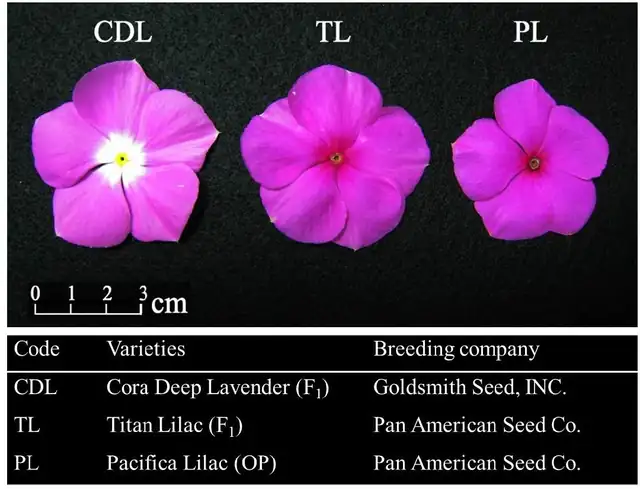 CDL TL PL
0 1 2 3 cm
Code Varieties Breeding company
CDL Cora Deep Lavender (F₁) Goldsmith Seed, INC.
TL Titan Lilac (F₁) Pan American Seed Co.
PL Pacifica Lilac (OP) Pan American Seed Co.